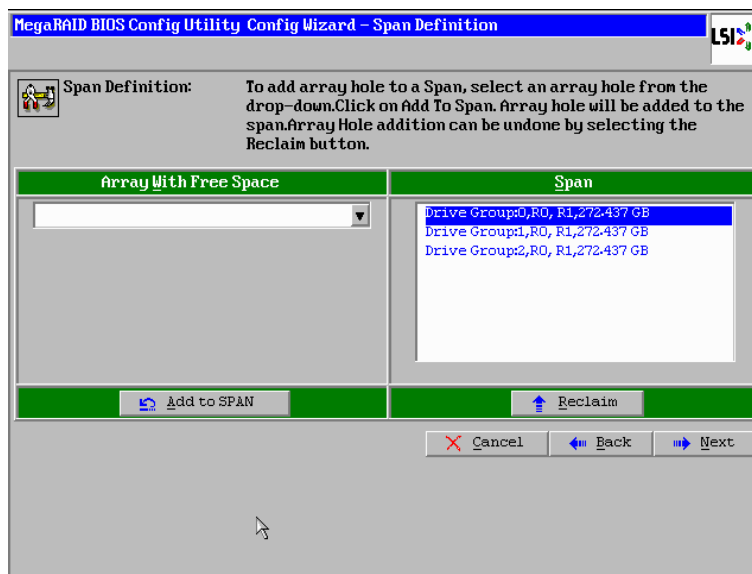 MegaRAID BIOS Config Utility Config Wizard – Span Definition
LSI
Span Definition:
To add array hole to a Span, select an array hole from the
drop-down.Click on Add To Span. Array hole will be added to the
span.Array Hole addition can be undone by selecting the
Reclaim button.
Array With Free Space
Span
Drive Group:0,R0, R1,272.437 GB
Drive Group:1,R0, R1,272.437 GB
Drive Group:2,R0, R1,272.437 GB
Add to SPAN
Reclaim
Cancel
Back
Next